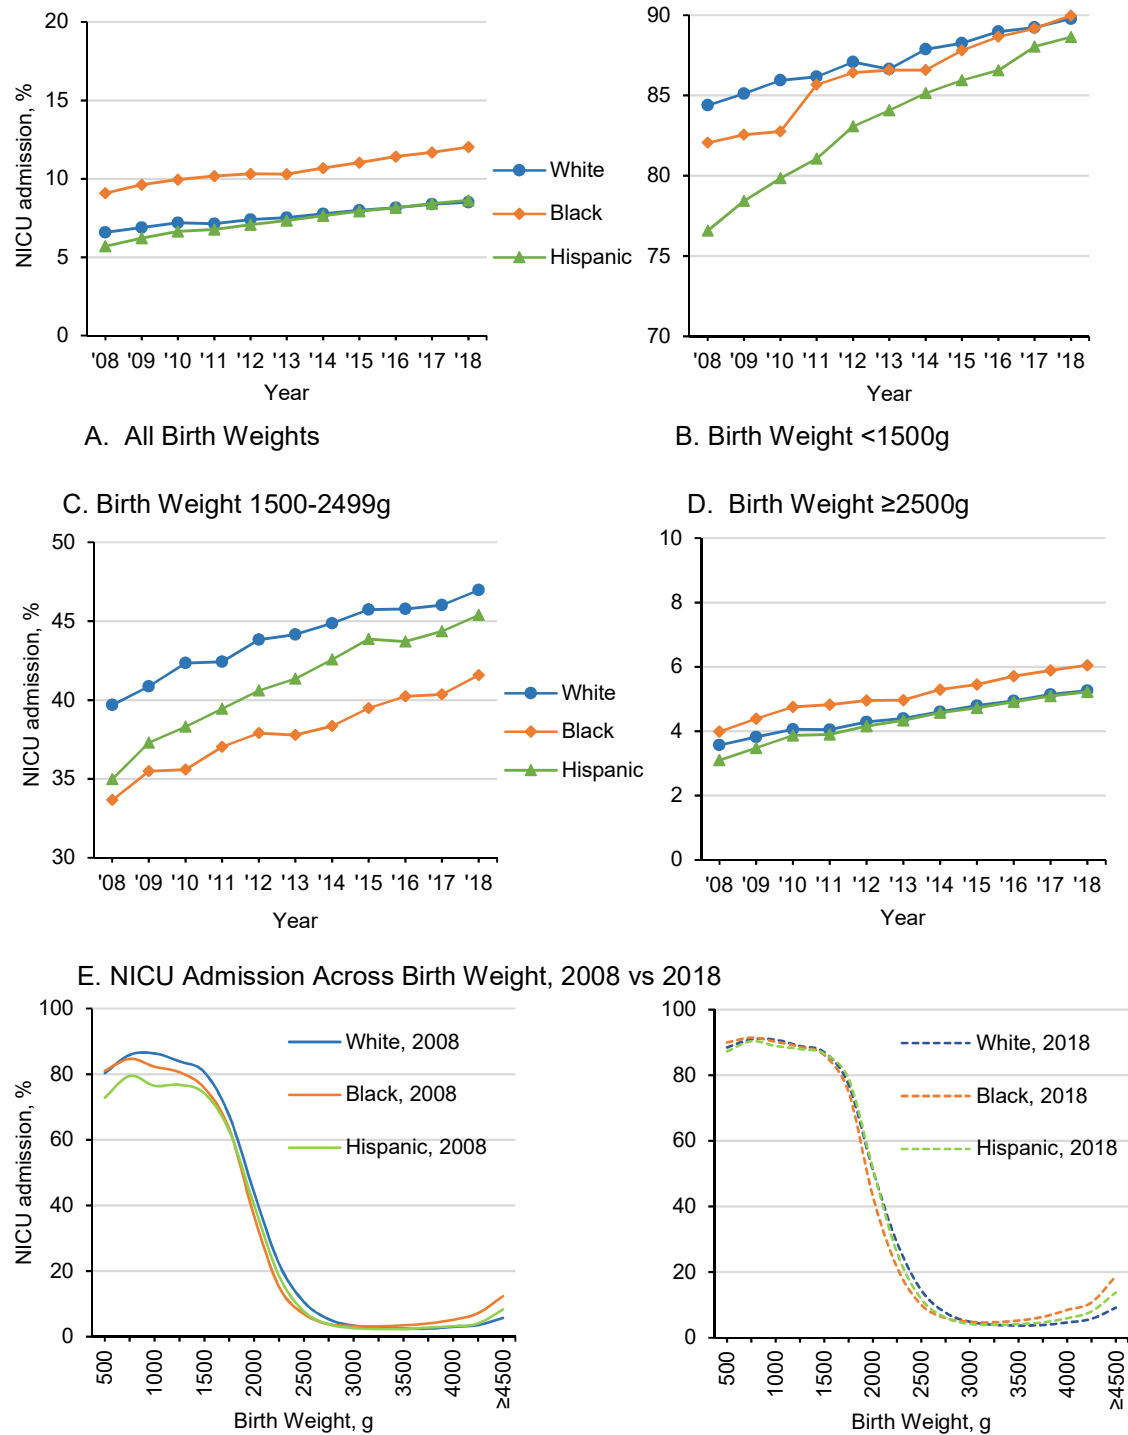 20
15
10
5
0
NICU admission, %
'08 '09 '10 '11 '12 '13 '14 '15 '16 '17 '18
Year
White
Black
Hispanic
A. All Birth Weights
90
85
80
75
70
'08 '09 '10 '11 '12 '13 '14 '15 '16 '17 '18
Year
B. Birth Weight <1500g
C. Birth Weight 1500-2499g
50
45
40
35
30
NICU admission, %
'08 '09 '10 '11 '12 '13 '14 '15 '16 '17 '18
Year
White
Black
Hispanic
D. Birth Weight ≥2500g
10
8
6
4
2
0
'08 '09 '10 '11 '12 '13 '14 '15 '16 '17 '18
Year
E. NICU Admission Across Birth Weight, 2008 vs 2018
100
80
60
40
20
0
NICU admission, %
White, 2008
Black, 2008
Hispanic, 2008
500 1000 1500 2000 2500 3000 3500 4000 ≥4500
Birth Weight, g
100
80
60
40
20
0
White, 2018
Black, 2018
Hispanic, 2018
500 1000 1500 2000 2500 3000 3500 4000 ≥4500
Birth Weight, g